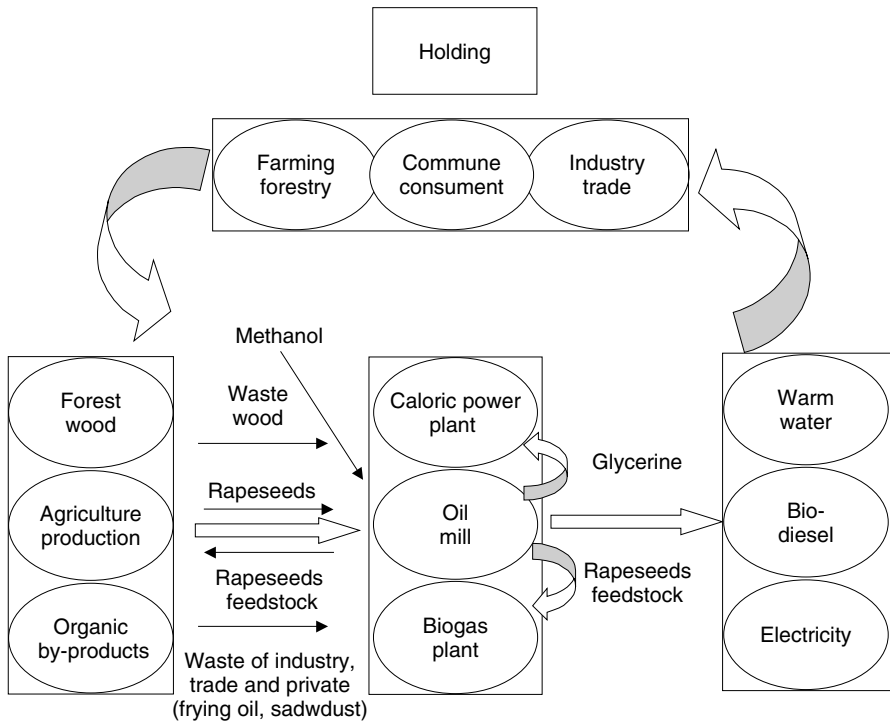 Holding
Farming
forestry
Commune
consument
Industry
trade
Methanol
Forest
wood
Waste
wood
Caloric power
plant
Warm
water
Glycerine
Agriculture
production
Rapeseeds
Oil
mill
Bio-
diesel
Rapeseeds
feedstock
Rapeseeds
feedstock
Organic
by-products
Biogas
plant
Electricity
Waste of industry,
trade and private
(frying oil, sadwdust)